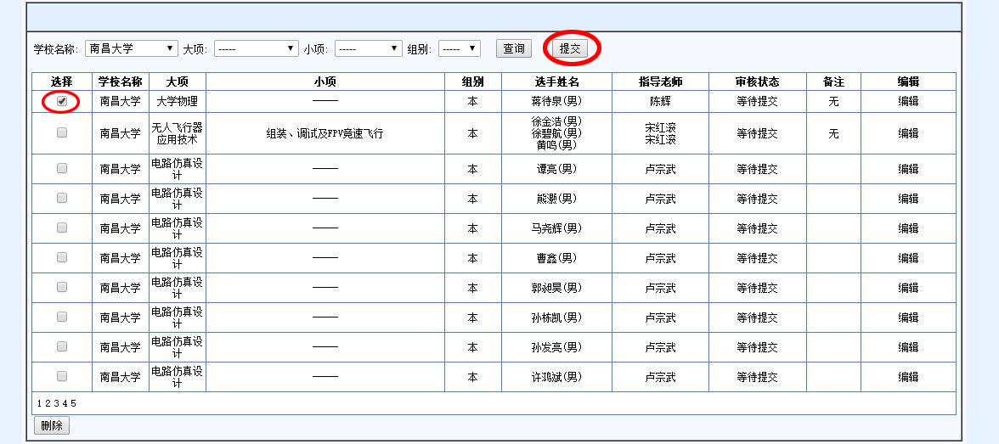 学校名称: 南昌大学 大项: ----- 小项: ----- 组别: ----- 查询 提交
选择 学校名称 大项 小项 组别 选手姓名 指导老师 审核状态 备注 编辑
南昌大学 大学物理 —— 本 蒋待泉(男) 陈辉 等待提交 无 编辑
南昌大学 无人飞行器
应用技术 组装、调试及FPV竞速飞行 本 徐金浩(男)
徐碧航(男)
黄鸣(男) 宋红滚
宋红滚 等待提交 无 编辑
南昌大学 电路仿真设
计 —— 本 谭亮(男) 卢宗武 等待提交 编辑
南昌大学 电路仿真设
计 —— 本 熊灏(男) 卢宗武 等待提交 编辑
南昌大学 电路仿真设
计 —— 本 马尧辉(男) 卢宗武 等待提交 编辑
南昌大学 电路仿真设
计 —— 本 曹鑫(男) 卢宗武 等待提交 编辑
南昌大学 电路仿真设
计 —— 本 郭昶昊(男) 卢宗武 等待提交 编辑
南昌大学 电路仿真设
计 —— 本 孙栋凯(男) 卢宗武 等待提交 编辑
南昌大学 电路仿真设
计 —— 本 孙发亮(男) 卢宗武 等待提交 编辑
南昌大学 电路仿真设
计 —— 本 许鸿斌(男) 卢宗武 等待提交 编辑
1 2 3 4 5
删除